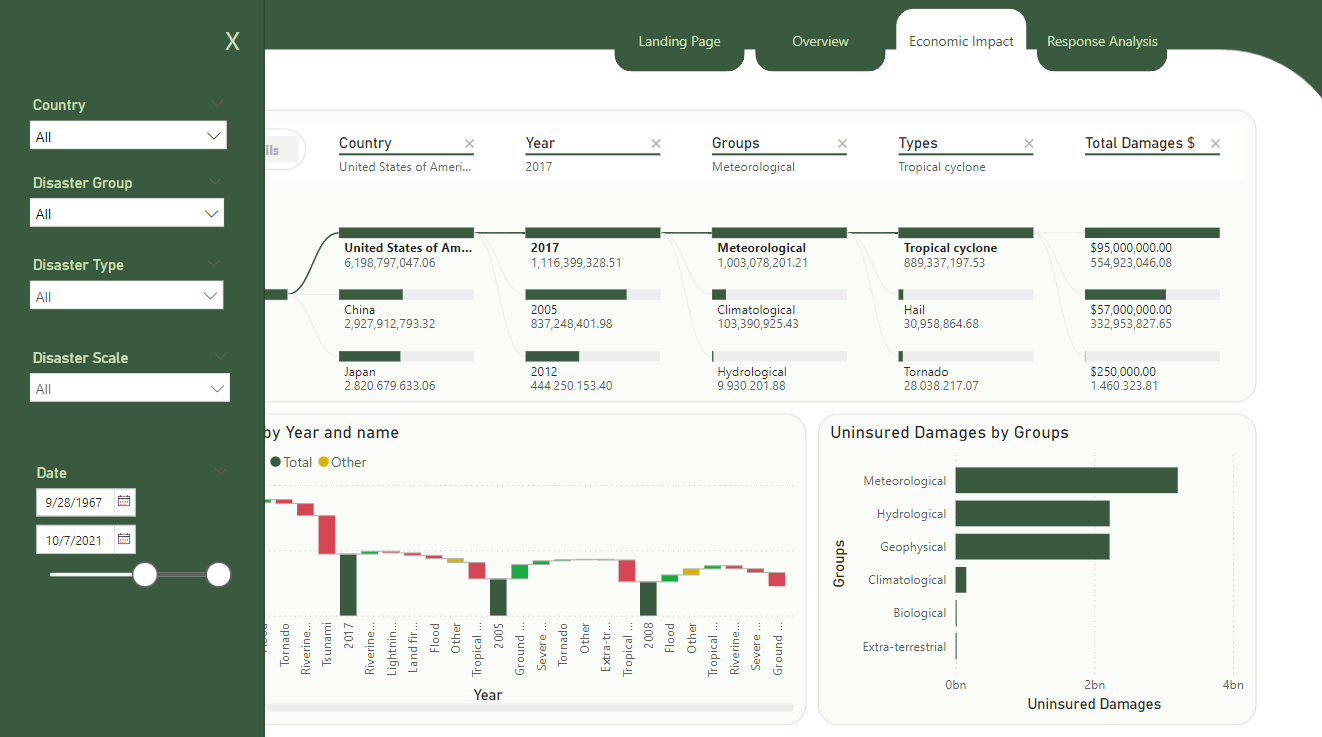 X
Landing Page
Overview
Economic Impact
Response Analysis
Country
All
Disaster Group
All
Disaster Type
All
Disaster Scale
All
Date
9/28/1967
10/7/2021
ils
Country
United States of Ameri...
Year
2017
Groups
Meteorological
Types
Tropical cyclone
Total Damages $
United States of Am...
6,198,797,047.06
2017
1,116,399,328.51
Meteorological
1,003,078,201.21
Tropical cyclone
889,337,197.53
$95,000,000.00
554,923,046.08
China
2,927,912,793.32
2005
837,248,401.98
Climatological
103,390,925.43
Hail
30,958,864.68
$57,000,000.00
332,953,827.65
Japan
2.820.679.633.06
2012
444.250.153.40
Hydrological
9.930.201.88
Tornado
28.038.217.07
$250,000.00
1.460.323.81
by Year and name
Total
Other
Tornado
Riverine...
Tsunami
2017
Riverine...
Lightnin...
Land fir...
Flood
Other
Tropical ...
2005
Ground ...
Severe ...
Tornado
Other
Extra-tr...
Tropical ...
2008
Flood
Other
Tropical ...
Riverine...
Severe ...
Ground ...
Year
Uninsured Damages by Groups
Groups
Meteorological
Hydrological
Geophysical
Climatological
Biological
Extra-terrestrial
0bn
2bn
4bn
Uninsured Damages